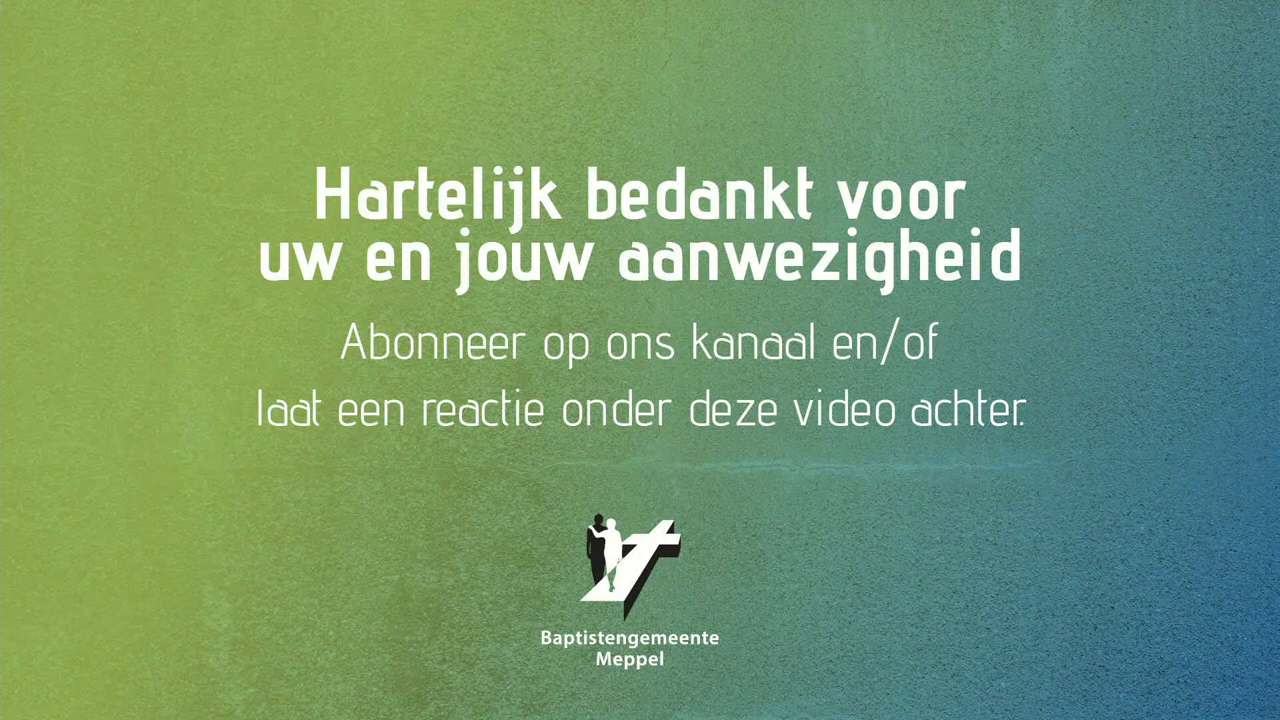 Hartelijk bedankt voor
uw en jouw aanwezigheid
Abonneer op ons kanaal en/of
laat een reactie onder deze video achter.
Baptistengemeente
Meppel